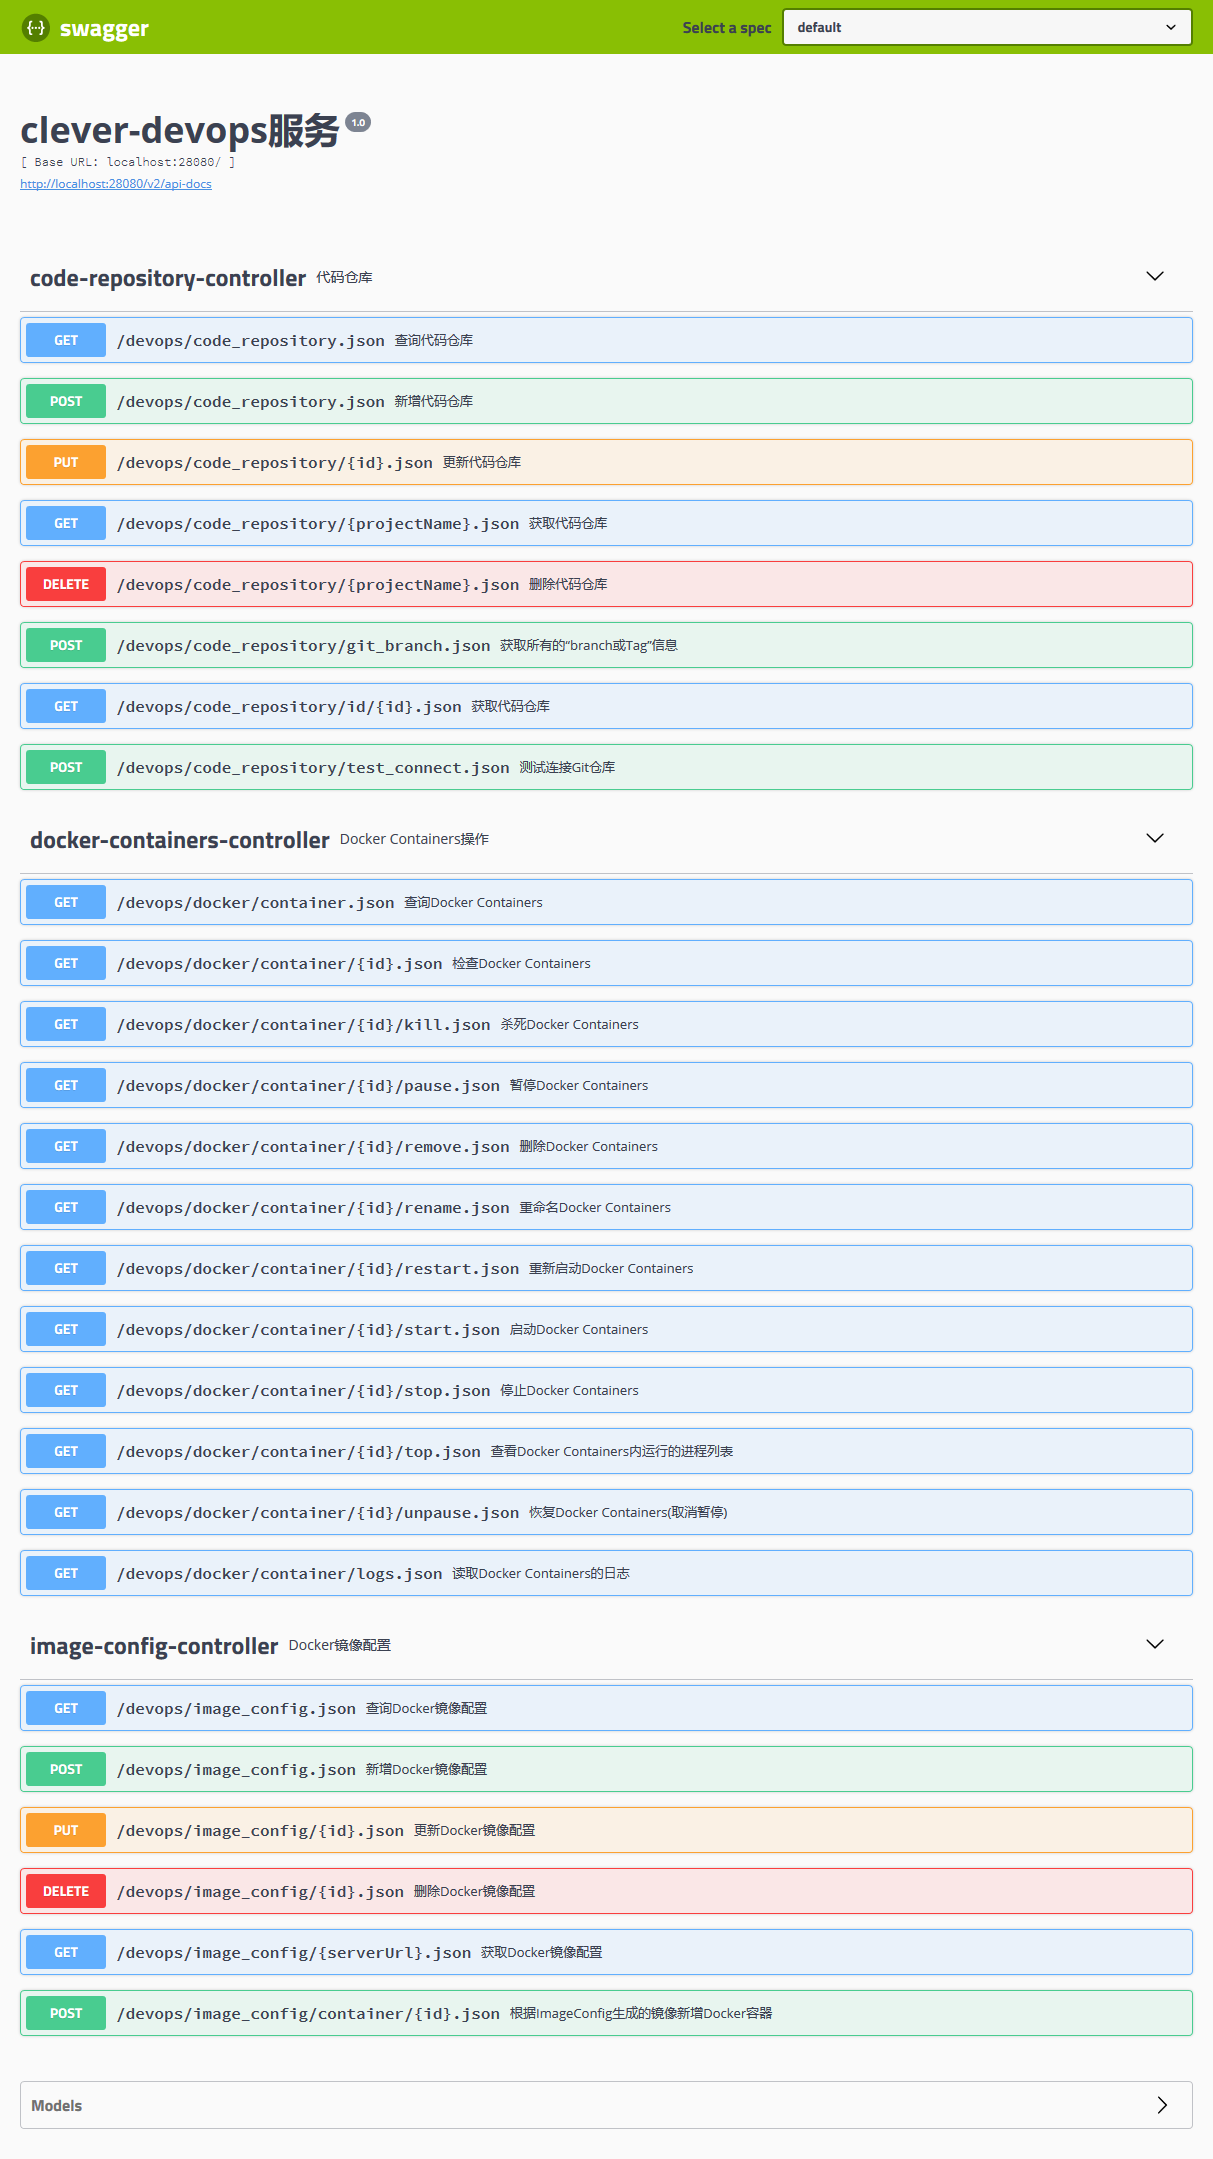 swagger
Select a spec
default
clever-devops服务 1.0
[ Base URL: localhost:28080/ ]
http://localhost:28080/v2/api-docs
code-repository-controller 代码仓库
GET /devops/code_repository.json 查询代码仓库
POST /devops/code_repository.json 新增代码仓库
PUT /devops/code_repository/{id}.json 更新代码仓库
GET /devops/code_repository/{projectName}.json 获取代码仓库
DELETE /devops/code_repository/{projectName}.json 删除代码仓库
POST /devops/code_repository/git_branch.json 获取所有的“branch或Tag”信息
GET /devops/code_repository/id/{id}.json 获取代码仓库
POST /devops/code_repository/test_connect.json 测试连接Git仓库
docker-containers-controller Docker Containers操作
GET /devops/docker/container.json 查询Docker Containers
GET /devops/docker/container/{id}.json 检查Docker Containers
GET /devops/docker/container/{id}/kill.json 杀死Docker Containers
GET /devops/docker/container/{id}/pause.json 暂停Docker Containers
GET /devops/docker/container/{id}/remove.json 删除Docker Containers
GET /devops/docker/container/{id}/rename.json 重命名Docker Containers
GET /devops/docker/container/{id}/restart.json 重新启动Docker Containers
GET /devops/docker/container/{id}/start.json 启动Docker Containers
GET /devops/docker/container/{id}/stop.json 停止Docker Containers
GET /devops/docker/container/{id}/top.json 查看Docker Containers内运行的进程列表
GET /devops/docker/container/{id}/unpause.json 恢复Docker Containers(取消暂停)
GET /devops/docker/container/logs.json 读取Docker Containers的日志
image-config-controller Docker镜像配置
GET /devops/image_config.json 查询Docker镜像配置
POST /devops/image_config.json 新增Docker镜像配置
PUT /devops/image_config/{id}.json 更新Docker镜像配置
DELETE /devops/image_config/{id}.json 删除Docker镜像配置
GET /devops/image_config/{serverUrl}.json 获取Docker镜像配置
POST /devops/image_config/container/{id}.json 根据ImageConfig生成的镜像新增Docker容器
Models